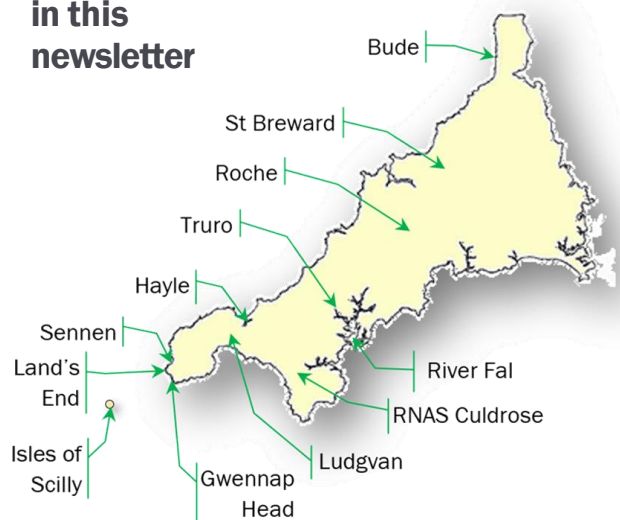 in this
newsletter
Bude
St Breward
Roche
Truro
Hayle
Sennen
Land's
End
Isles of
Scilly
Gwennap
Head
Ludgvan
RNAS Culdrose
River Fal